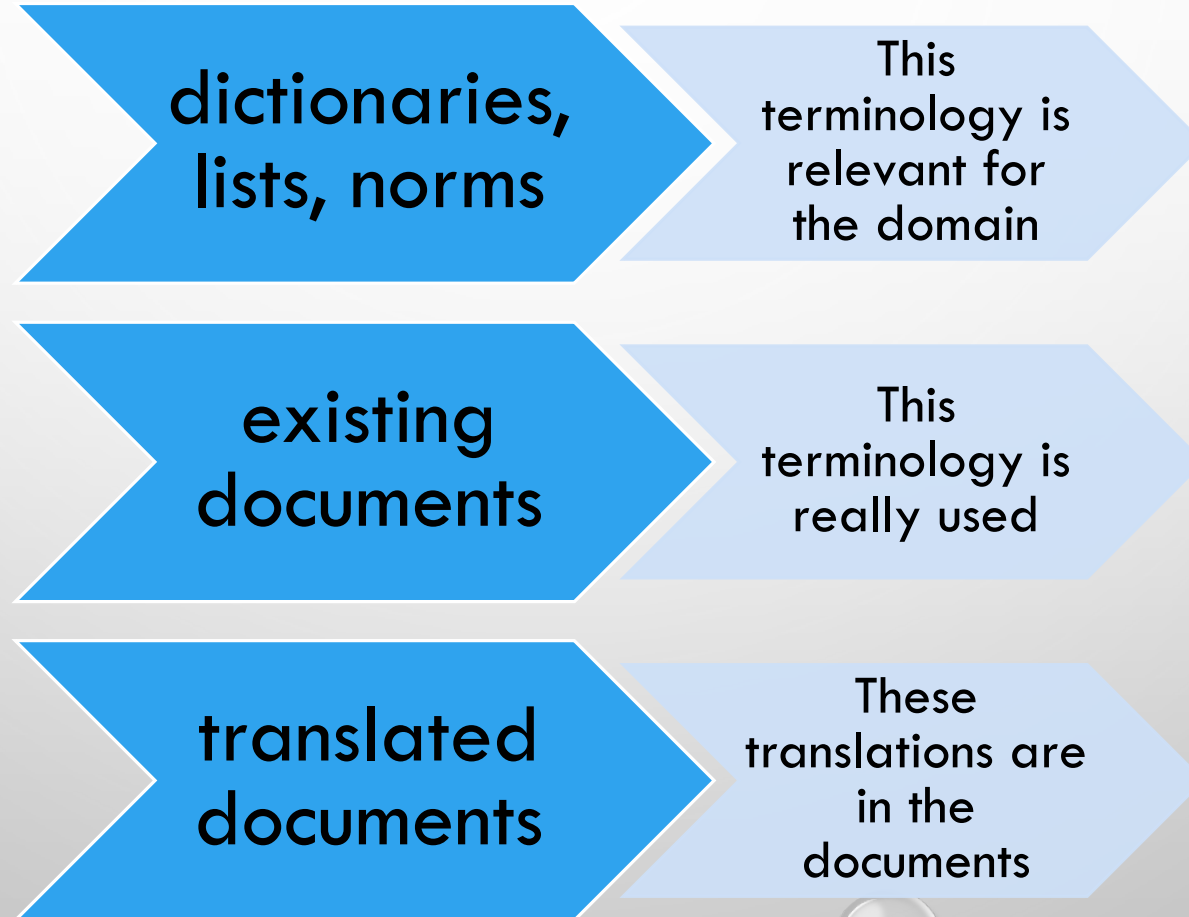 dictionaries,
lists, norms
This
terminology is
relevant for
the domain
existing
documents
This
terminology is
really used
translated
documents
These
translations are
in the
documents